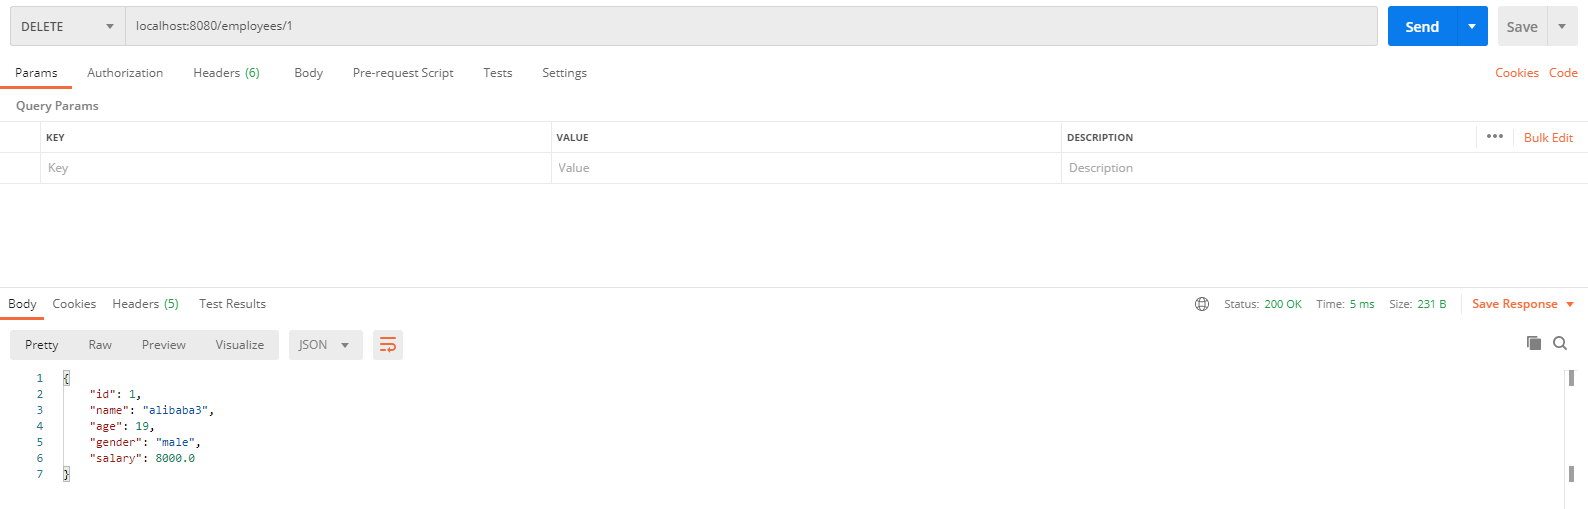 DELETE localhost:8080/employees/1 Send Save
Params Authorization Headers (6) Body Pre-request Script Tests Settings Cookies Code
Query Params
KEY VALUE DESCRIPTION ••• Bulk Edit
Key Value Description
Body Cookies Headers (5) Test Results Status: 200 OK Time: 5 ms Size: 231 B Save Response
Pretty Raw Preview Visualize JSON
1 {
2 "id": 1,
3 "name": "alibaba3",
4 "age": 19,
5 "gender": "male",
6 "salary": 8000.0
7 }